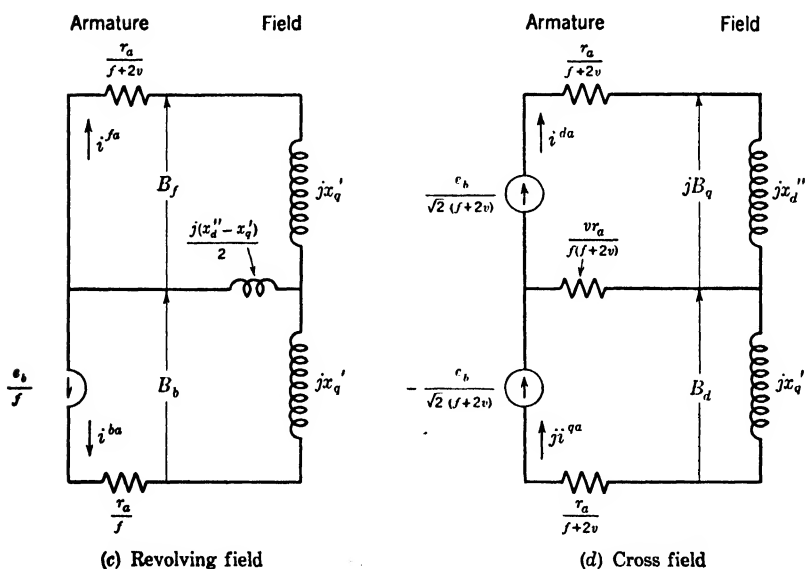 Armature Field
r_a
f+2v
i^{fa}
B_f
jx_q'
j(x_d''−x_q')
2
e_b
f
B_b
jx_q'
i^{ba}
r_a
f
(c) Revolving field
Armature Field
r_a
f+2v
i^{da}
e_b
√2 (f+2v)
jB_q
jx_d''
vr_a
f(f+2v)
− e_b
√2 (f+2v)
B_d
jx_q'
ji^{qa}
r_a
f+2v
(d) Cross field